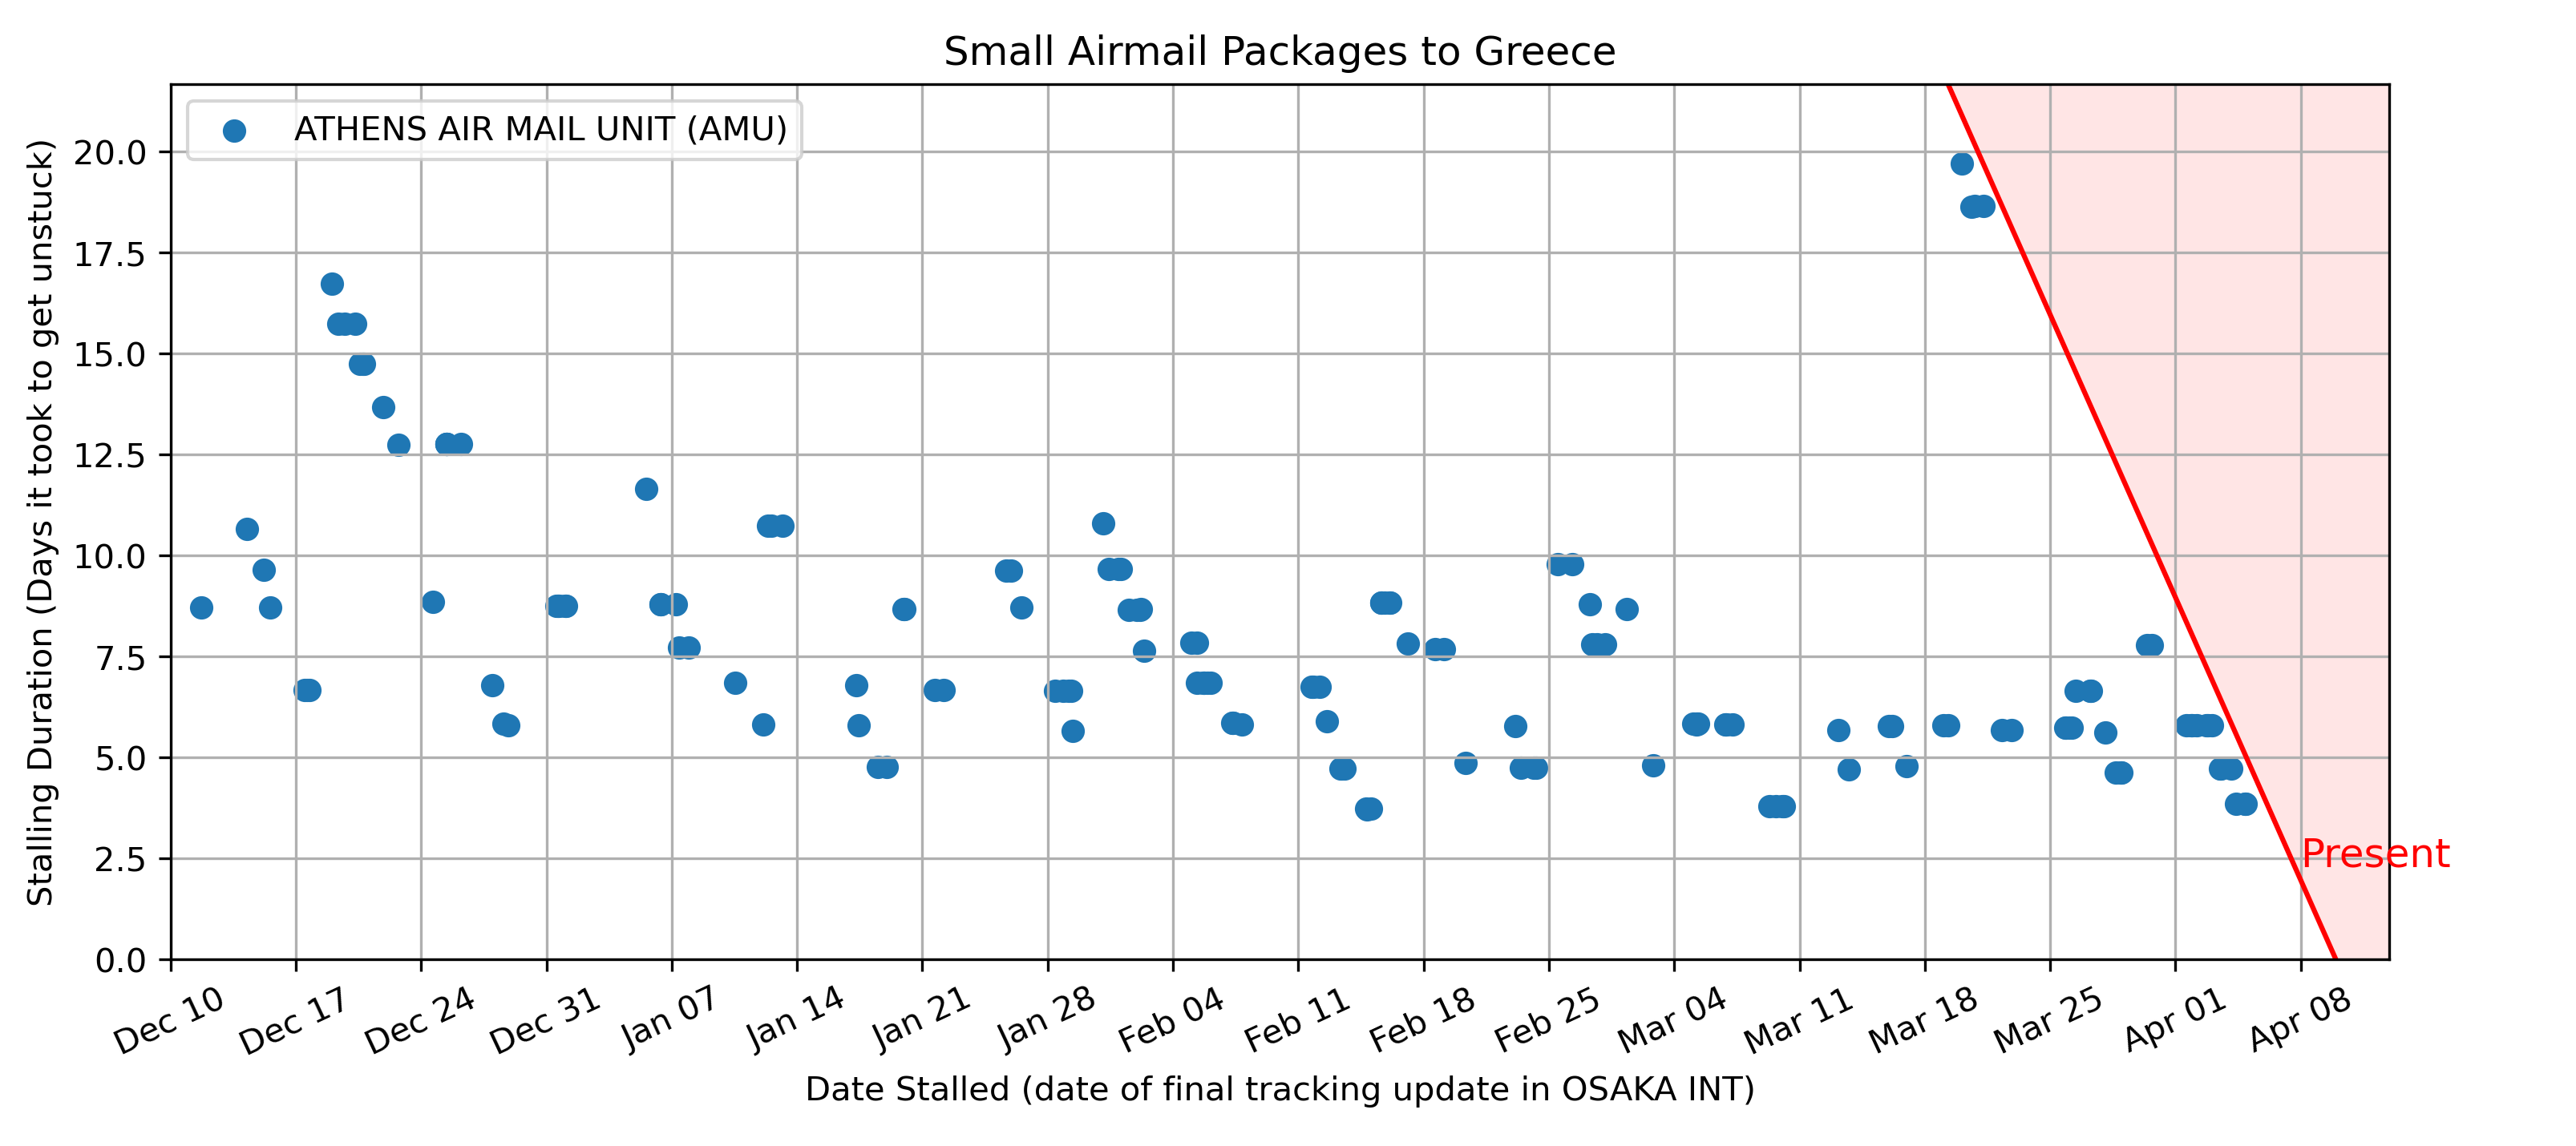 Small Airmail Packages to Greece
ATHENS AIR MAIL UNIT (AMU)
Stalling Duration (Days it took to get unstuck)
20.0
17.5
15.0
12.5
10.0
7.5
5.0
2.5
0.0
Present
Dec 10 Dec 17 Dec 24 Dec 31 Jan 07 Jan 14 Jan 21 Jan 28 Feb 04 Feb 11 Feb 18 Feb 25 Mar 04 Mar 11 Mar 18 Mar 25 Apr 01 Apr 08
Date Stalled (date of final tracking update in OSAKA INT)